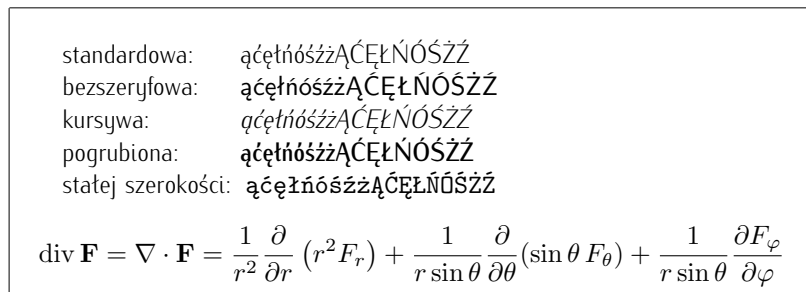 standardowa: ąćęłńóśźżĄĆĘŁŃÓŚŻŹ
bezszeryfowa: ąćęłńóśźżĄĆĘŁŃÓŚŻŹ
kursywa: ąćęłńóśźżĄĆĘŁŃÓŚŻŹ
pogrubiona: ąćęłńóśźżĄĆĘŁŃÓŚŻŹ
stałej szerokości: ąćęłńóśźżĄĆĘŁŃÓŚŻŹ
div F = ∇ · F = 1/r² ∂/∂r (r²F_r) + 1/(r sin θ) ∂/∂θ (sin θ F_θ) + 1/(r sin θ) ∂F_φ/∂φ